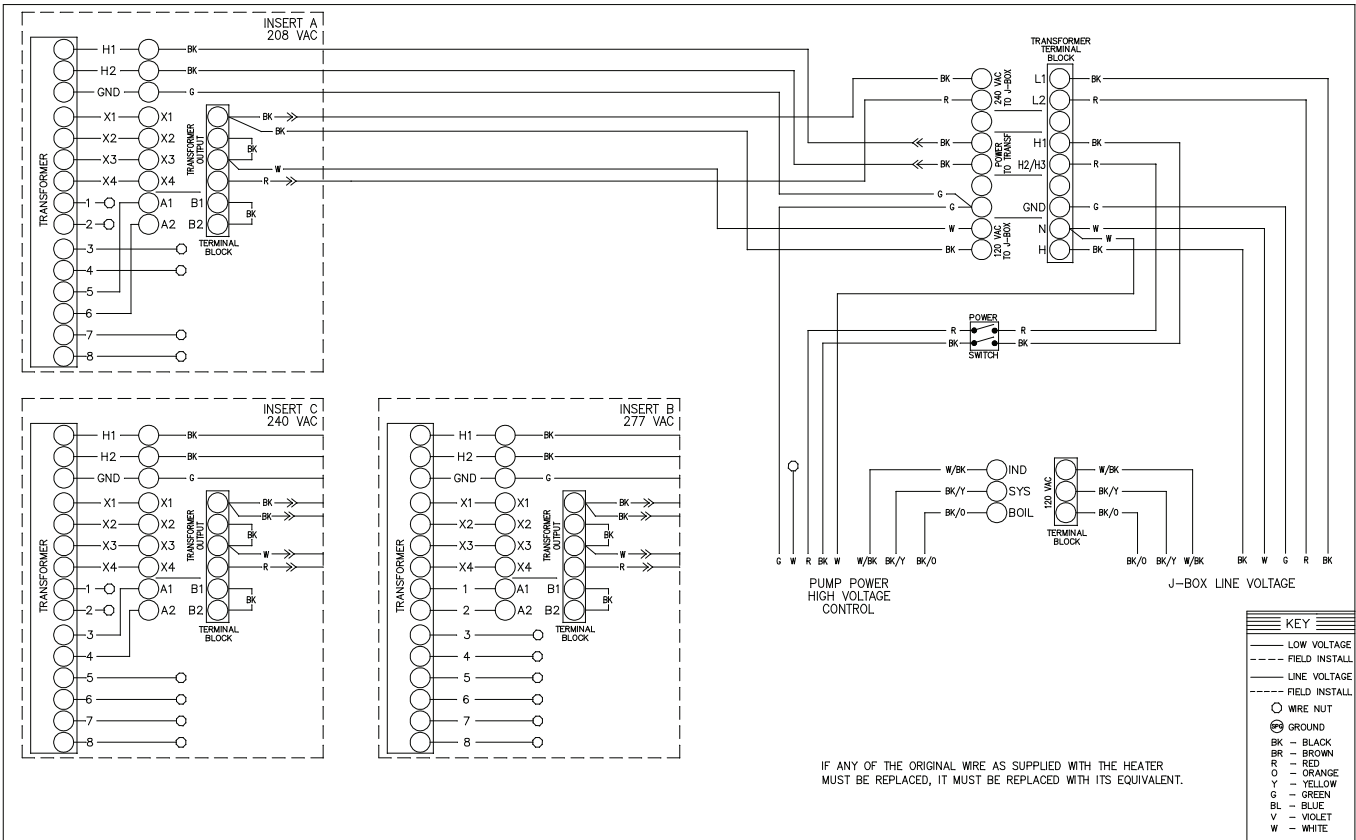 INSERT A
208 VAC
TRANSFORMER
H1 BK
H2 BK
GND G
X1 X1
X2 X2
X3 X3
X4 X4
1 A1 B1
2 A2 B2
3
4
5
6
7
8
TRANSFORMER
OUTPUT
BK
BK
BK
W
R
BK
TERMINAL
BLOCK
TRANSFORMER
TERMINAL
BLOCK
BK L1 BK
R L2 R
240 VAC
TO J-BOX
BK H1 BK
BK H2/H3 R
POWER
TO TRANSF
G
G GND G
W N W
W
BK H BK
120 VAC
TO J-BOX
POWER
R R
BK BK
SWITCH
INSERT C
240 VAC
TRANSFORMER
H1 BK
H2 BK
GND G
X1 X1
X2 X2
X3 X3
X4 X4
1 A1 B1
2 A2 B2
3
4
5
6
7
8
TRANSFORMER
OUTPUT
BK
BK
BK
W
R
BK
TERMINAL
BLOCK
INSERT B
277 VAC
TRANSFORMER
H1 BK
H2 BK
GND G
X1 X1
X2 X2
X3 X3
X4 X4
1 A1 B1
2 A2 B2
3
4
5
6
7
8
TRANSFORMER
OUTPUT
BK
BK
BK
W
R
BK
TERMINAL
BLOCK
W/BK IND W/BK
BK/Y SYS BK/Y
BK/O BOIL BK/O
120 VAC
TERMINAL
BLOCK
G W R BK W W/BK BK/Y BK/O
PUMP POWER
HIGH VOLTAGE
CONTROL
BK/O BK/Y W/BK BK W G R BK
J-BOX LINE VOLTAGE
KEY
LOW VOLTAGE
FIELD INSTALL
LINE VOLTAGE
FIELD INSTALL
WIRE NUT
GROUND
BK - BLACK
BR - BROWN
R - RED
O - ORANGE
Y - YELLOW
G - GREEN
BL - BLUE
V - VIOLET
W - WHITE
IF ANY OF THE ORIGINAL WIRE AS SUPPLIED WITH THE HEATER
MUST BE REPLACED, IT MUST BE REPLACED WITH ITS EQUIVALENT.